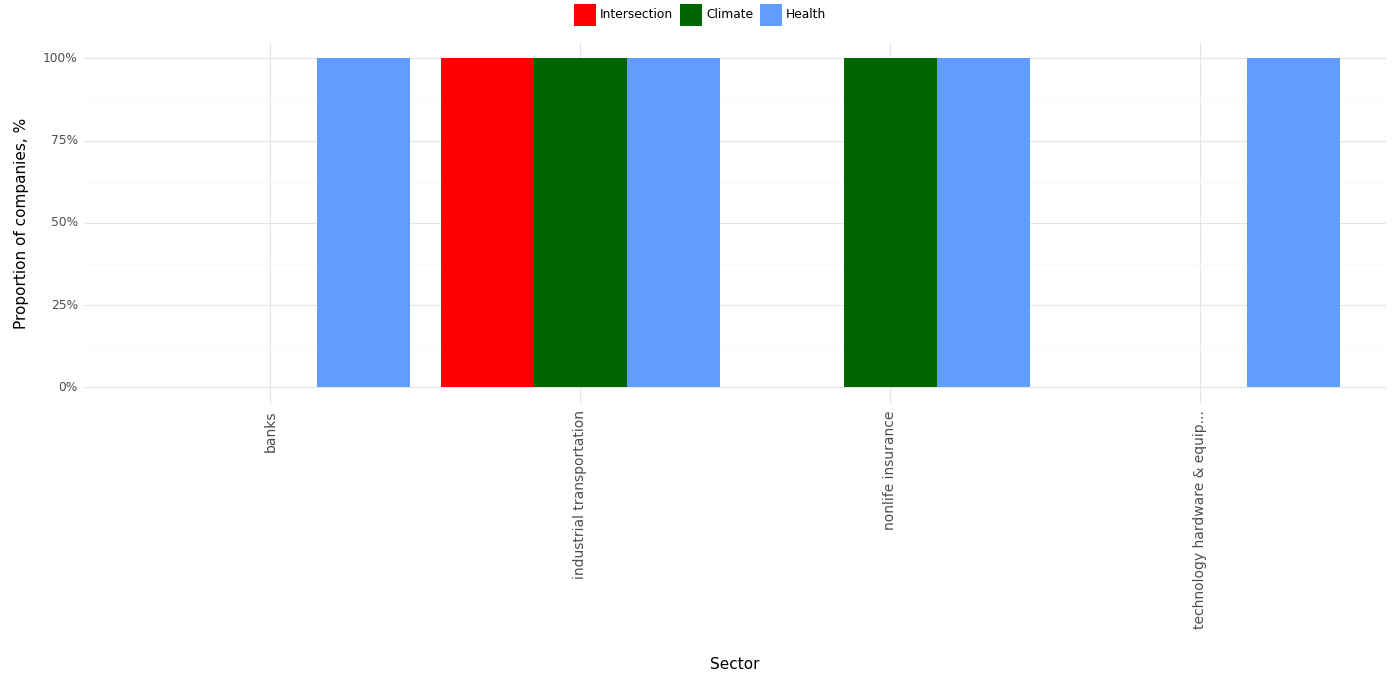 Intersection Climate Health
Proportion of companies, %
100%
75%
50%
25%
0%
banks
industrial transportation
nonlife insurance
technology hardware & equip...
Sector